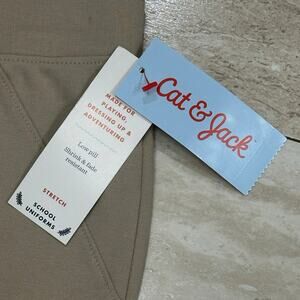 Cat & Jack
MADE FOR
PLAYING,
DRESSING UP &
ADVENTURING
Low pill
Shrink & fade
resistant
STRETCH
SCHOOL
UNIFORMS